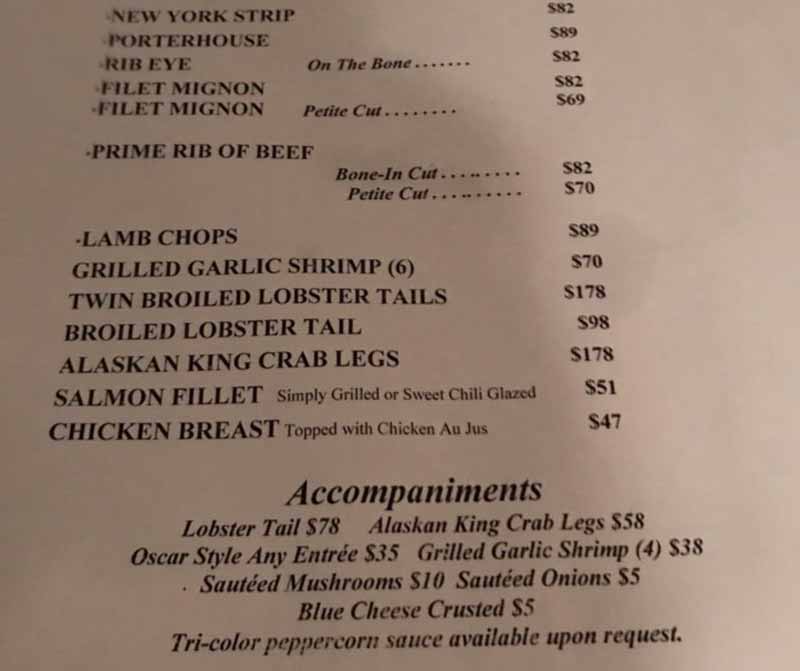 ·NEW YORK STRIP $82
·PORTERHOUSE $89
·RIB EYE On The Bone ....... $82
·FILET MIGNON $82
·FILET MIGNON Petite Cut ........ $69
·PRIME RIB OF BEEF
Bone-In Cut ......... $82
Petite Cut .......... $70
·LAMB CHOPS $89
GRILLED GARLIC SHRIMP (6) $70
TWIN BROILED LOBSTER TAILS $178
BROILED LOBSTER TAIL $98
ALASKAN KING CRAB LEGS $178
SALMON FILLET Simply Grilled or Sweet Chili Glazed $51
CHICKEN BREAST Topped with Chicken Au Jus $47
Accompaniments
Lobster Tail $78 Alaskan King Crab Legs $58
Oscar Style Any Entrée $35 Grilled Garlic Shrimp (4) $38
· Sautéed Mushrooms $10 Sautéed Onions $5
Blue Cheese Crusted $5
Tri-color peppercorn sauce available upon request.